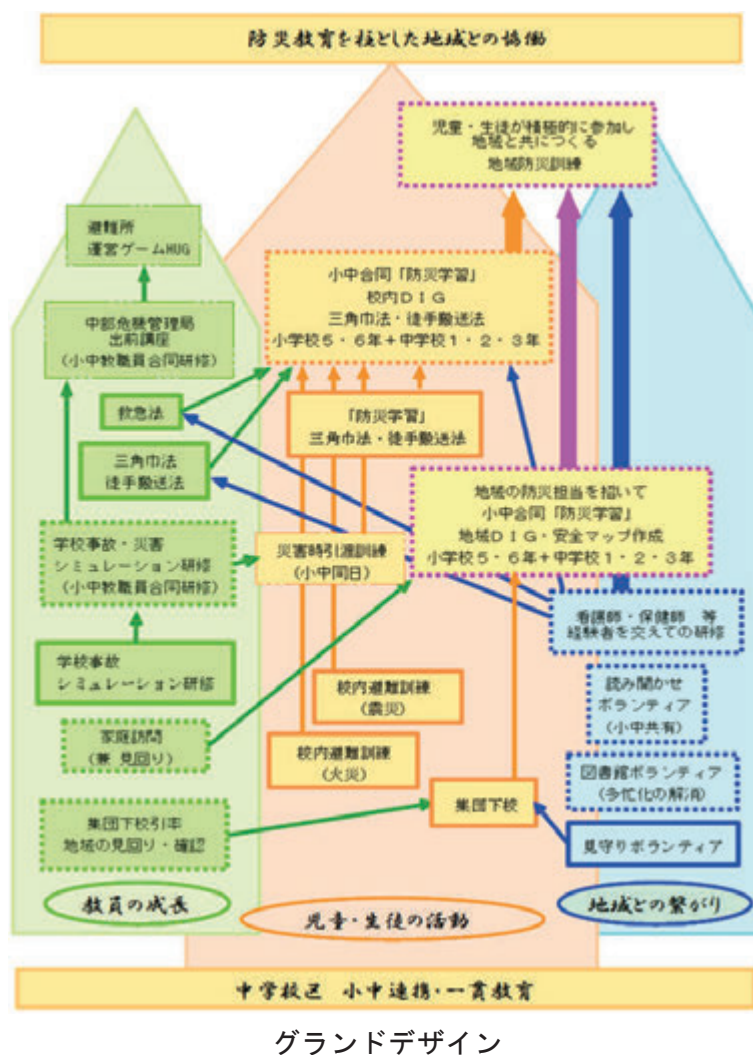 防災教育を核とした地域との協働
児童・生徒が積極的に参加し
地域と共につくる
地域防災訓練
避難所
運営ゲームHUG
小中合同「防災学習」
校内DIG
三角巾法・徒手搬送法
小学校5・6年+中学校1・2・3年
中部危機管理局
出前講座
(小中教職員合同研修)
救急法
「防災学習」
三角巾法・徒手搬送法
三角巾法
徒手搬送法
地域の防災担当を招いて
小中合同「防災学習」
地域DIG・安全マップ作成
小学校5・6年+中学校1・2・3年
学校事故・災害
シミュレーション研修
(小中教職員合同研修)
災害時引渡訓練
(小中同日)
看護師・保健師 等
経験者を交えての研修
学校事故
シミュレーション研修
校内避難訓練
(震災)
読み聞かせ
ボランティア
(小中共有)
家庭訪問
(兼 見回り)
校内避難訓練
(火災)
図書館ボランティア
(多忙化の解消)
集団下校
集団下校引率
地域の見回り・確認
見守りボランティア
教員の成長
児童・生徒の活動
地域との繋がり
中学校区 小中連携・一貫教育
グランドデザイン